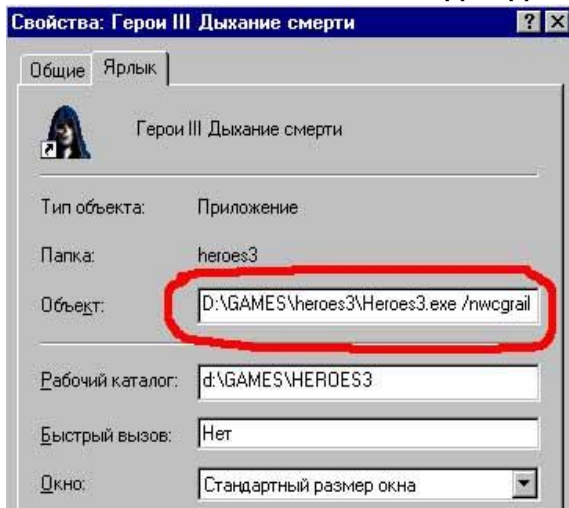 Свойства: Герои III Дыхание смерти
Общие Ярлык
Герои III Дыхание смерти
Тип объекта: Приложение
Папка: heroes3
Объект: D:\GAMES\heroes3\Heroes3.exe /nwcgrail
Рабочий каталог: d:\GAMES\HEROES3
Быстрый вызов: Нет
Окно: Стандартный размер окна